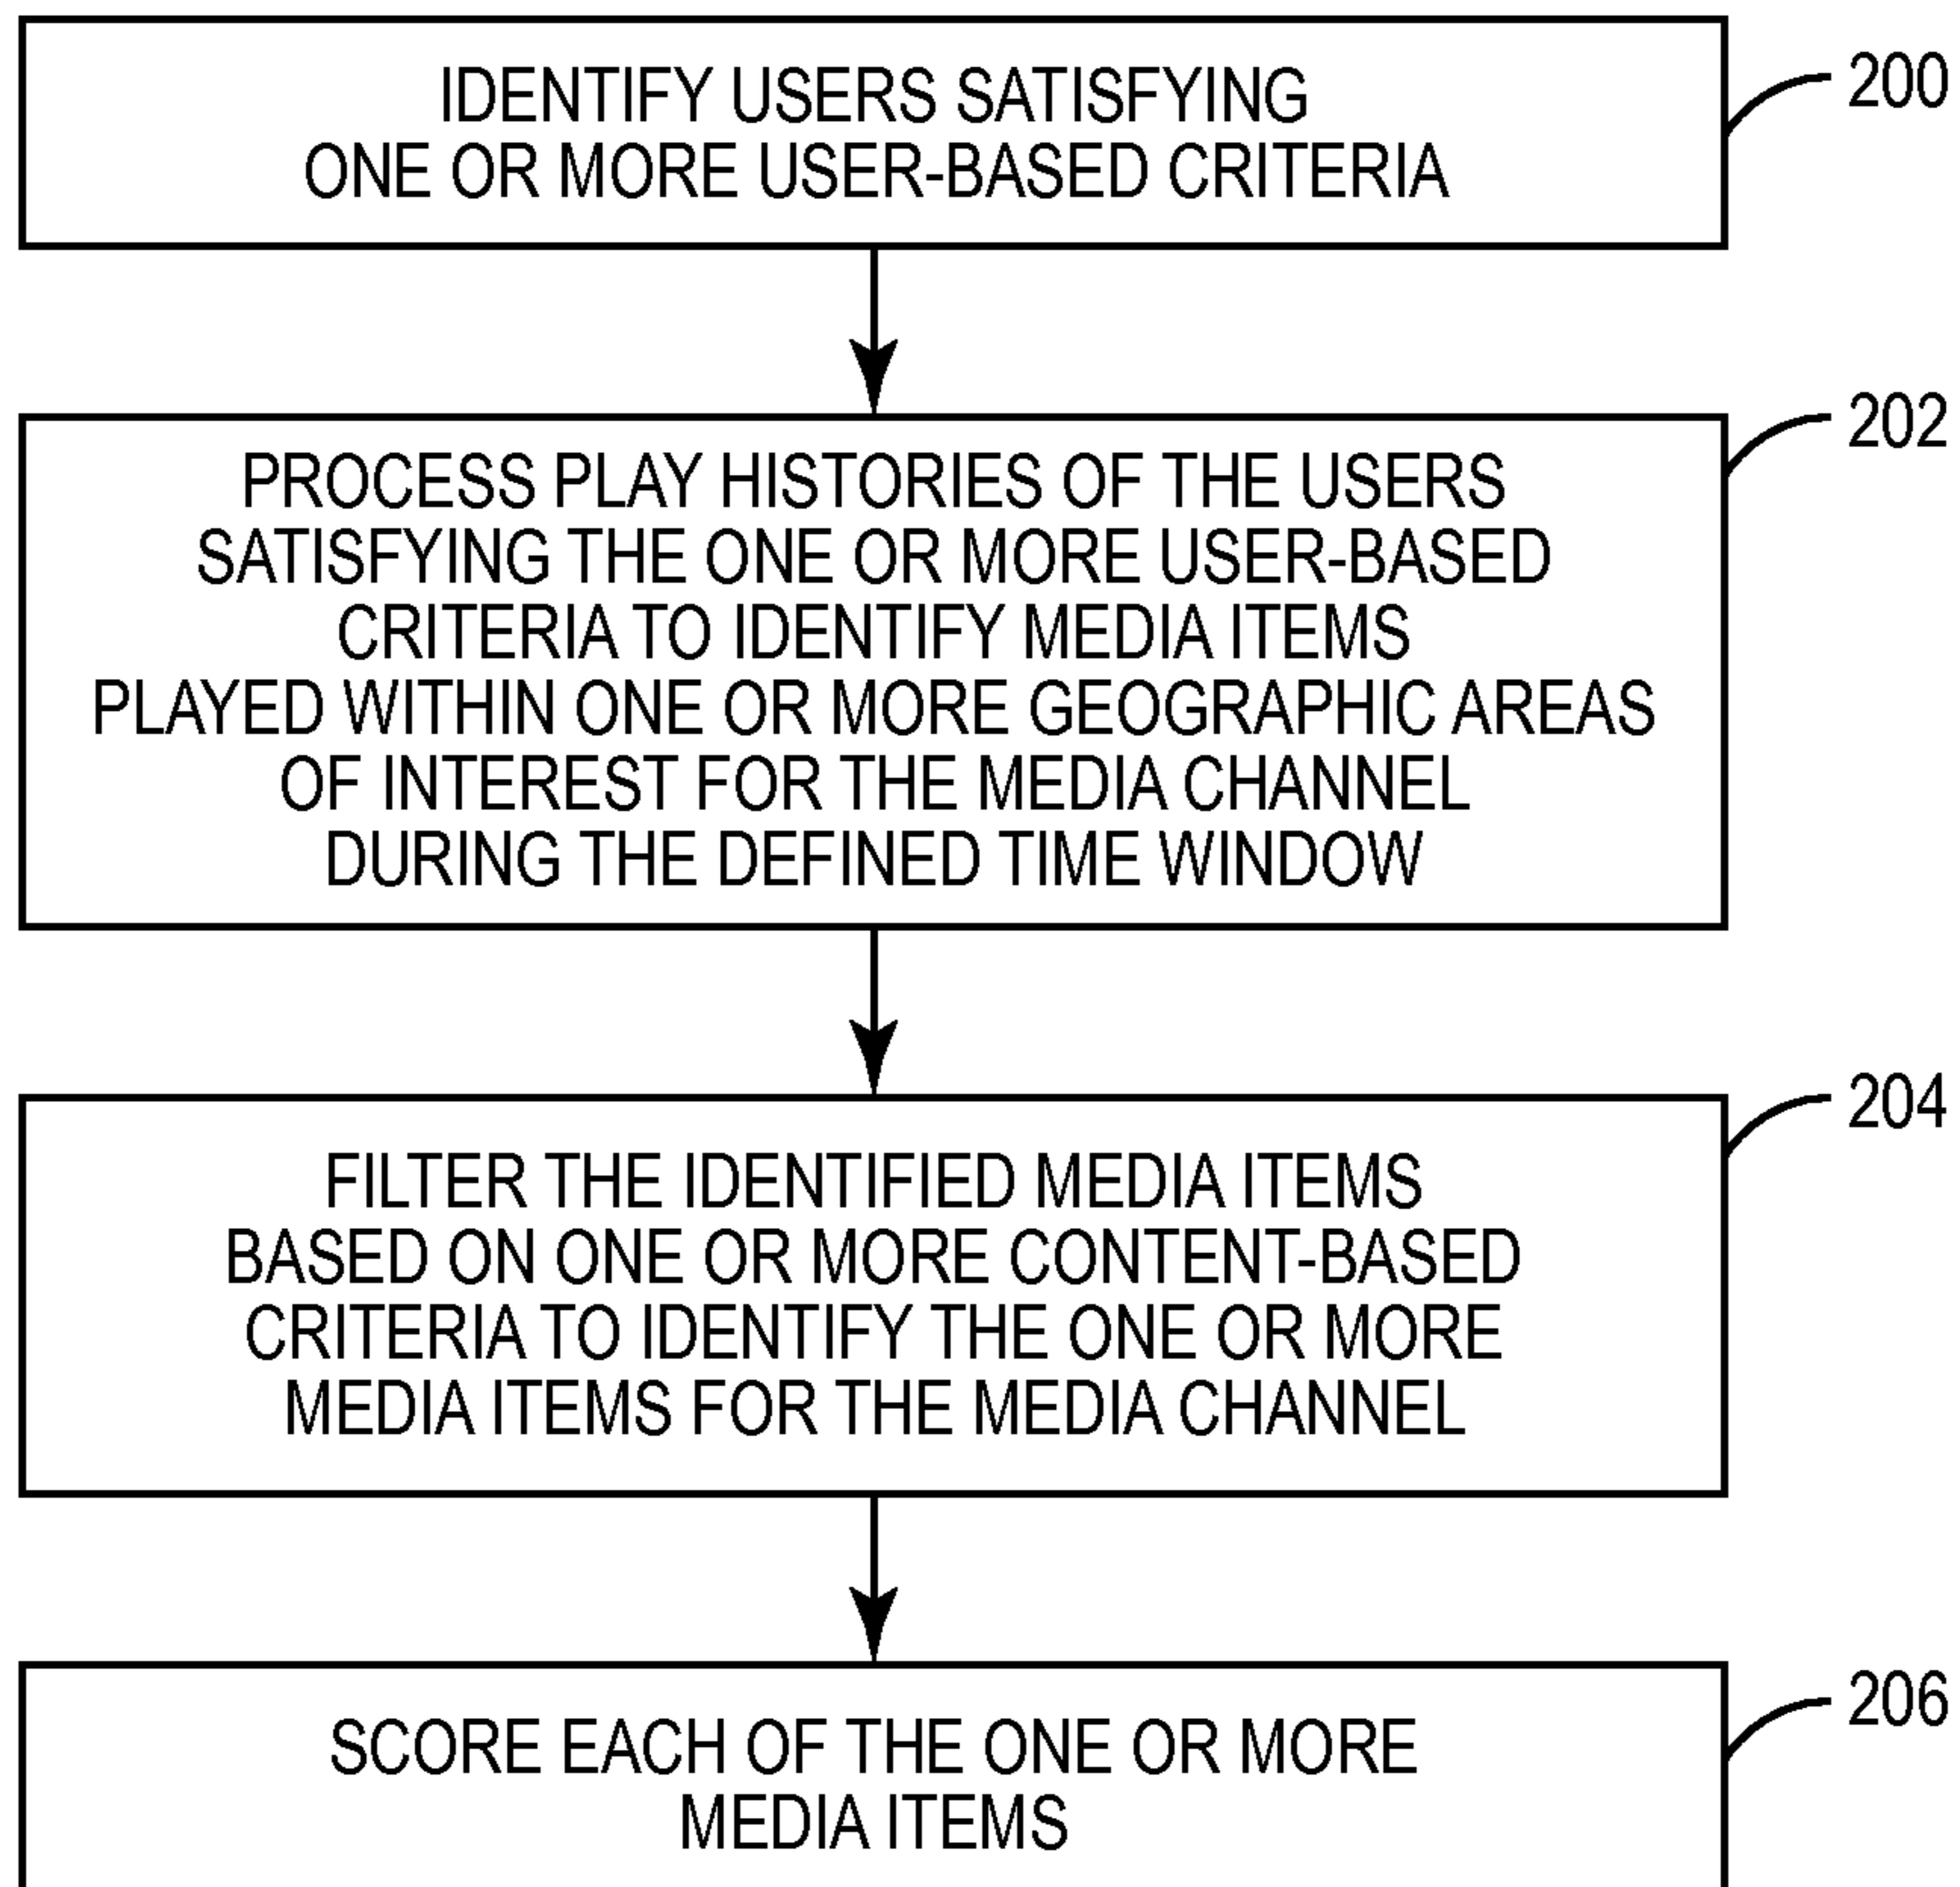 IDENTIFY USERS SATISFYING
ONE OR MORE USER-BASED CRITERIA
200
PROCESS PLAY HISTORIES OF THE USERS
SATISFYING THE ONE OR MORE USER-BASED
CRITERIA TO IDENTIFY MEDIA ITEMS
PLAYED WITHIN ONE OR MORE GEOGRAPHIC AREAS
OF INTEREST FOR THE MEDIA CHANNEL
DURING THE DEFINED TIME WINDOW
202
FILTER THE IDENTIFIED MEDIA ITEMS
BASED ON ONE OR MORE CONTENT-BASED
CRITERIA TO IDENTIFY THE ONE OR MORE
MEDIA ITEMS FOR THE MEDIA CHANNEL
204
SCORE EACH OF THE ONE OR MORE
MEDIA ITEMS
206